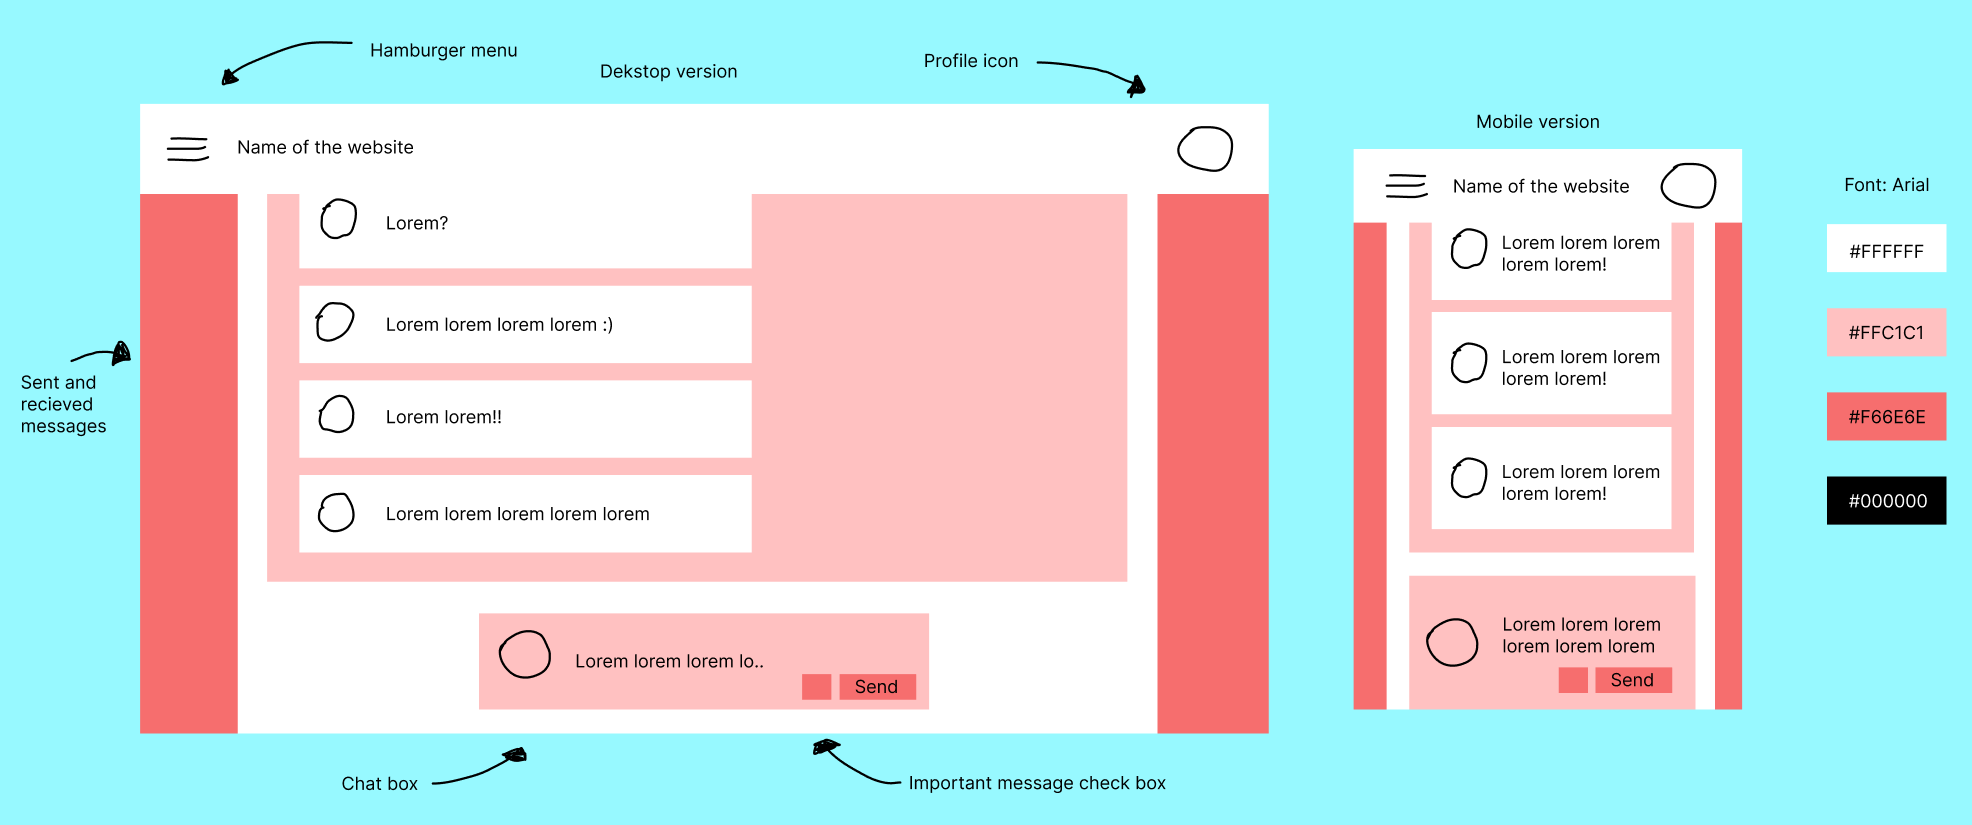 Hamburger menu
Dekstop version
Profile icon
Name of the website
Lorem?
Lorem lorem lorem lorem :)
Lorem lorem!!
Lorem lorem lorem lorem lorem
Lorem lorem lorem lo..
Send
Sent and
recieved
messages
Chat box
Important message check box
Mobile version
Name of the website
Lorem lorem lorem
lorem lorem!
Lorem lorem lorem
lorem lorem!
Lorem lorem lorem
lorem lorem!
Lorem lorem lorem
lorem lorem lorem
Send
Font: Arial
#FFFFFF
#FFC1C1
#F66E6E
#000000